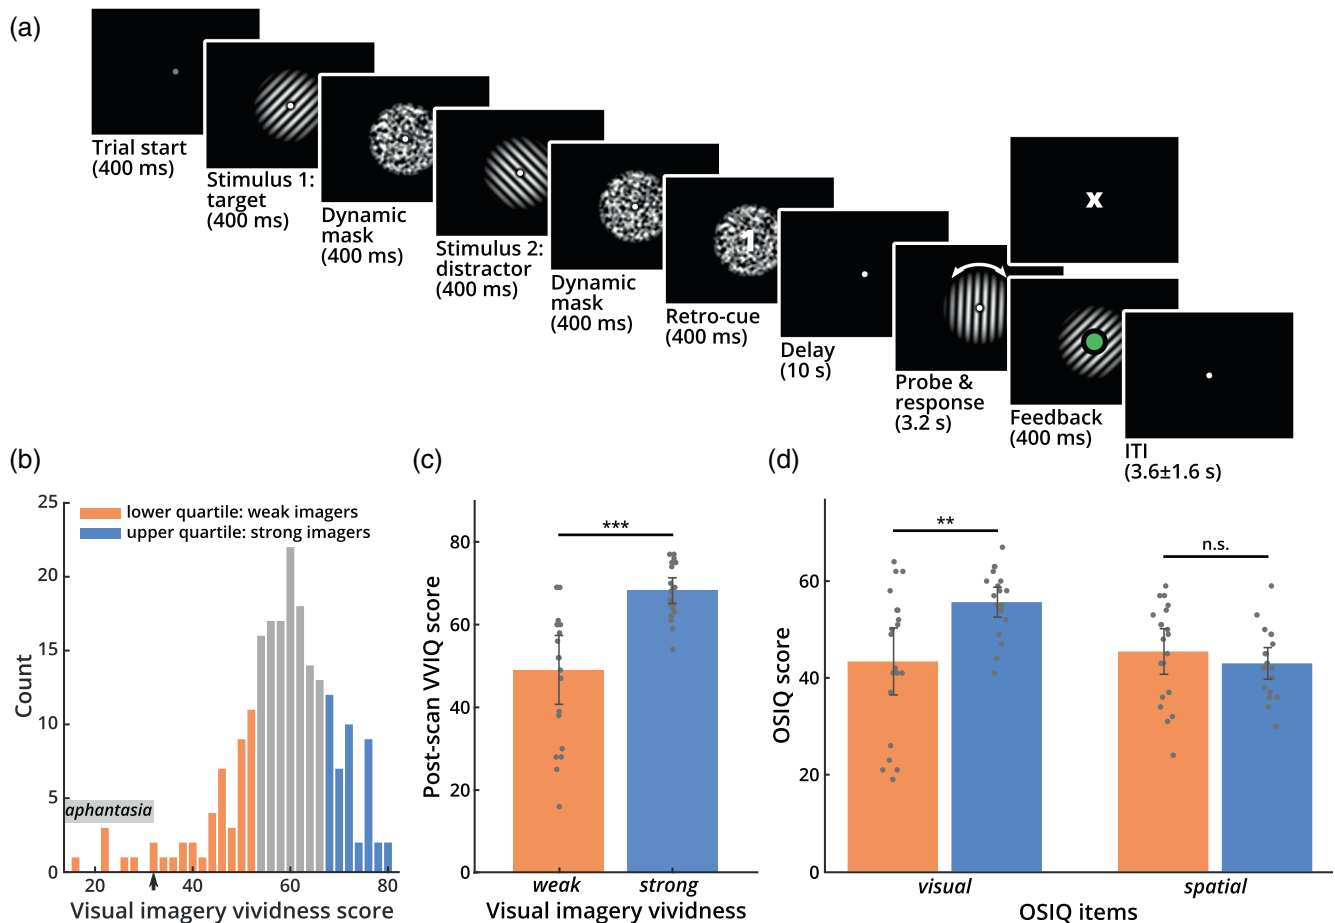 (a)
Trial start
(400 ms)
Stimulus 1:
target
(400 ms)
Dynamic
mask
(400 ms)
Stimulus 2:
distractor
(400 ms)
Dynamic
mask
(400 ms)
1
Retro-cue
(400 ms)
Delay
(10 s)
Probe &
response
(3.2 s)
x
Feedback
(400 ms)
ITI
(3.6±1.6 s)
(b)
25
20
15
10
5
0
Count
lower quartile: weak imagers
upper quartile: strong imagers
aphantasia
20 40 60 80
Visual imagery vividness score
(c)
80
60
40
20
0
Post-scan VVIQ score
***
weak strong
Visual imagery vividness
(d)
60
40
20
0
OSIQ score
**
n.s.
visual spatial
OSIQ items